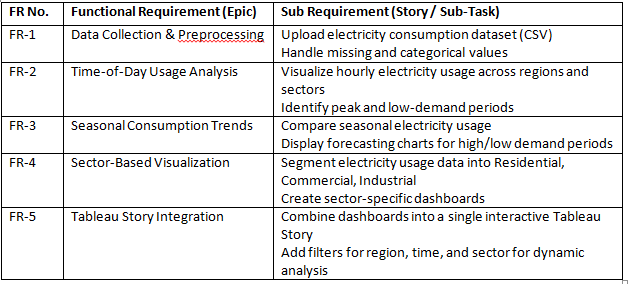 FR No. Functional Requirement (Epic) Sub Requirement (Story / Sub-Task)
FR-1 Data Collection & Preprocessing Upload electricity consumption dataset (CSV)
Handle missing and categorical values
FR-2 Time-of-Day Usage Analysis Visualize hourly electricity usage across regions and
sectors
Identify peak and low-demand periods
FR-3 Seasonal Consumption Trends Compare seasonal electricity usage
Display forecasting charts for high/low demand periods
FR-4 Sector-Based Visualization Segment electricity usage data into Residential,
Commercial, Industrial
Create sector-specific dashboards
FR-5 Tableau Story Integration Combine dashboards into a single interactive Tableau
Story
Add filters for region, time, and sector for dynamic
analysis